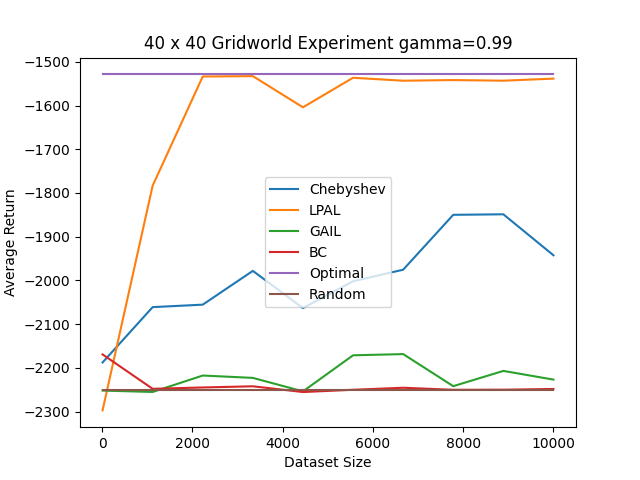 40 x 40 Gridworld Experiment gamma=0.99
−1500
−1600
−1700
−1800
−1900
−2000
−2100
−2200
−2300
Average Return
Chebyshev
LPAL
GAIL
BC
Optimal
Random
0
2000
4000
6000
8000
10000
Dataset Size